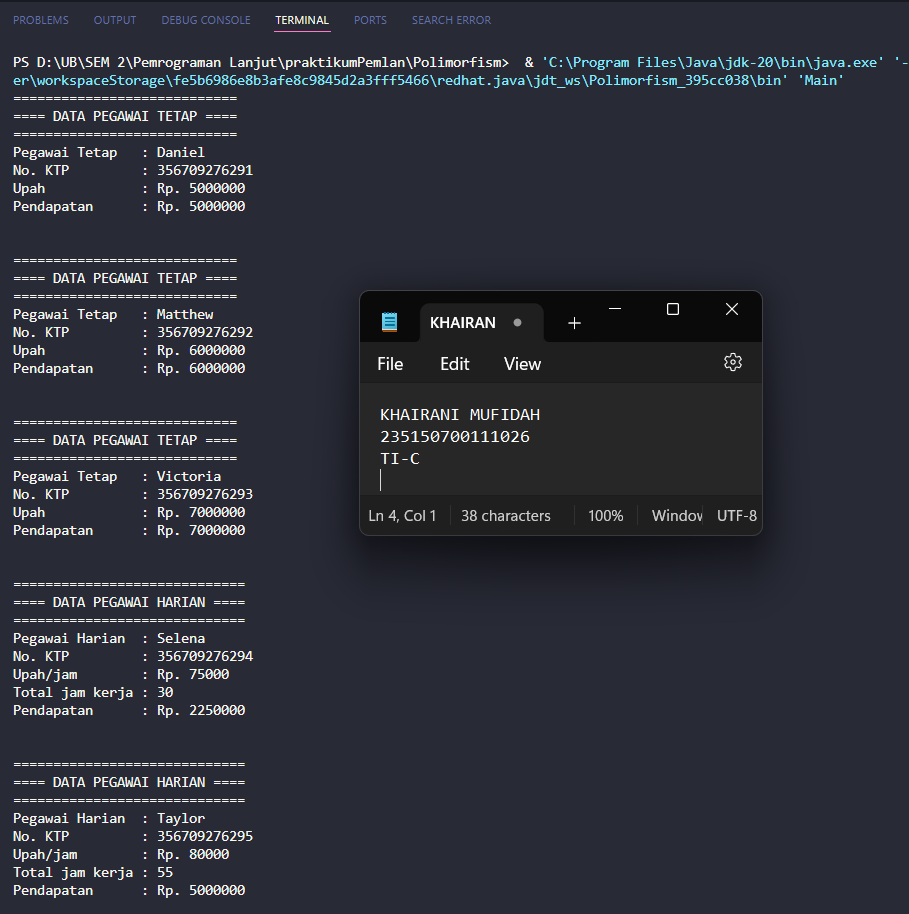 PROBLEMS OUTPUT DEBUG CONSOLE TERMINAL PORTS SEARCH ERROR
PS D:\UB\SEM 2\Pemrograman Lanjut\praktikumPemlan\Polimorfism>  & 'C:\Program Files\Java\jdk-20\bin\java.exe' '-
er\workspaceStorage\fe5b6986e8b3afe8c9845d2a3fff5466\redhat.java\jdt_ws\Polimorfism_395cc038\bin' 'Main'
============================
==== DATA PEGAWAI TETAP ====
============================
Pegawai Tetap   : Daniel
No. KTP         : 356709276291
Upah            : Rp. 5000000
Pendapatan      : Rp. 5000000
============================
==== DATA PEGAWAI TETAP ====
============================
Pegawai Tetap   : Matthew
No. KTP         : 356709276292
Upah            : Rp. 6000000
Pendapatan      : Rp. 6000000
============================
==== DATA PEGAWAI TETAP ====
============================
Pegawai Tetap   : Victoria
No. KTP         : 356709276293
Upah            : Rp. 7000000
Pendapatan      : Rp. 7000000
=============================
==== DATA PEGAWAI HARIAN ====
=============================
Pegawai Harian  : Selena
No. KTP         : 356709276294
Upah/jam        : Rp. 75000
Total jam kerja : 30
Pendapatan      : Rp. 2250000
=============================
==== DATA PEGAWAI HARIAN ====
=============================
Pegawai Harian  : Taylor
No. KTP         : 356709276295
Upah/jam        : Rp. 80000
Total jam kerja : 55
Pendapatan      : Rp. 5000000
KHAIRAN
File Edit View
KHAIRANI MUFIDAH
235150700111026
TI-C
Ln 4, Col 1 38 characters 100% Window UTF-8